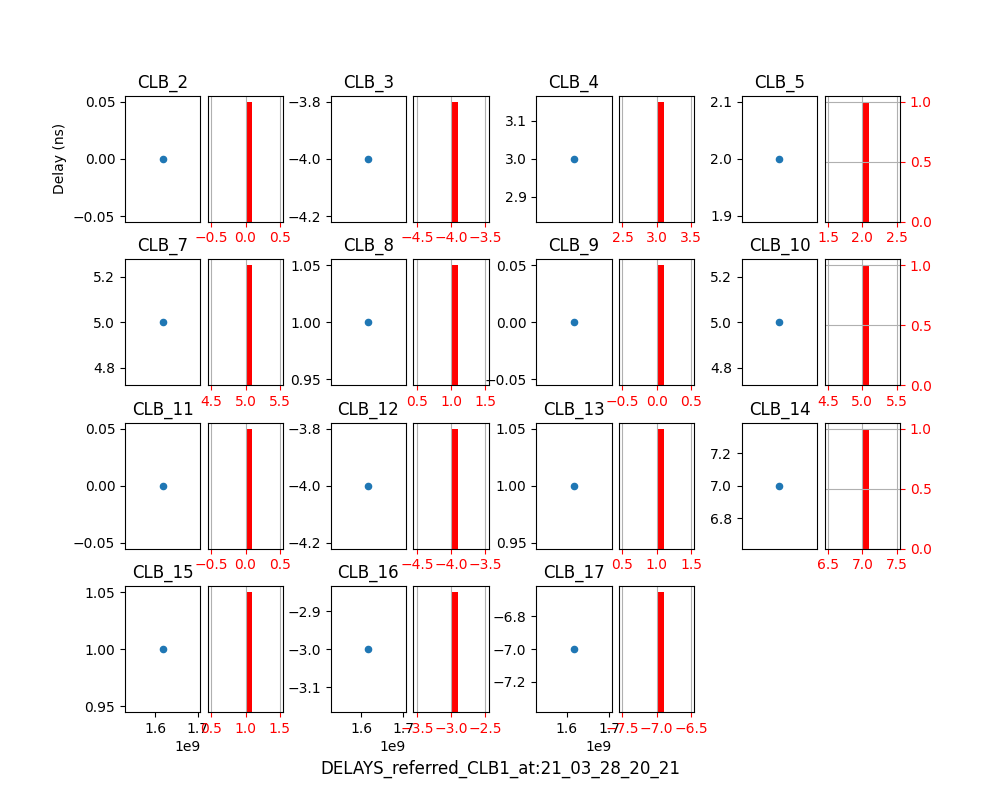 CLB_2 CLB_3 CLB_4 CLB_5
Delay (ns)
0.05 0.00 −0.05 −0.5 0.0 0.5
−3.8 −4.0 −4.2 −4.5 −4.0 −3.5
3.1 3.0 2.9 2.5 3.0 3.5
2.1 2.0 1.9 1.5 2.0 2.5 1.0 0.5 0.0
CLB_7 CLB_8 CLB_9 CLB_10
5.2 5.0 4.8 4.5 5.0 5.5
1.05 1.00 0.95 0.5 1.0 1.5
0.05 0.00 −0.05 −0.5 0.0 0.5
5.2 5.0 4.8 4.5 5.0 5.5 1.0 0.5 0.0
CLB_11 CLB_12 CLB_13 CLB_14
0.05 0.00 −0.05 −0.5 0.0 0.5
−3.8 −4.0 −4.2 −4.5 −4.0 −3.5
1.05 1.00 0.95 0.5 1.0 1.5
7.2 7.0 6.8 6.5 7.0 7.5 1.0 0.5 0.0
CLB_15 CLB_16 CLB_17
1.05 1.00 0.95 1.6 1.7 1e9 0.5 1.0 1.5
−2.9 −3.0 −3.1 1.6 1.7 1e9 −3.5 −3.0 −2.5
−6.8 −7.0 −7.2 1.6 1.7 1e9 −7.5 −7.0 −6.5
DELAYS_referred_CLB1_at:21_03_28_20_21